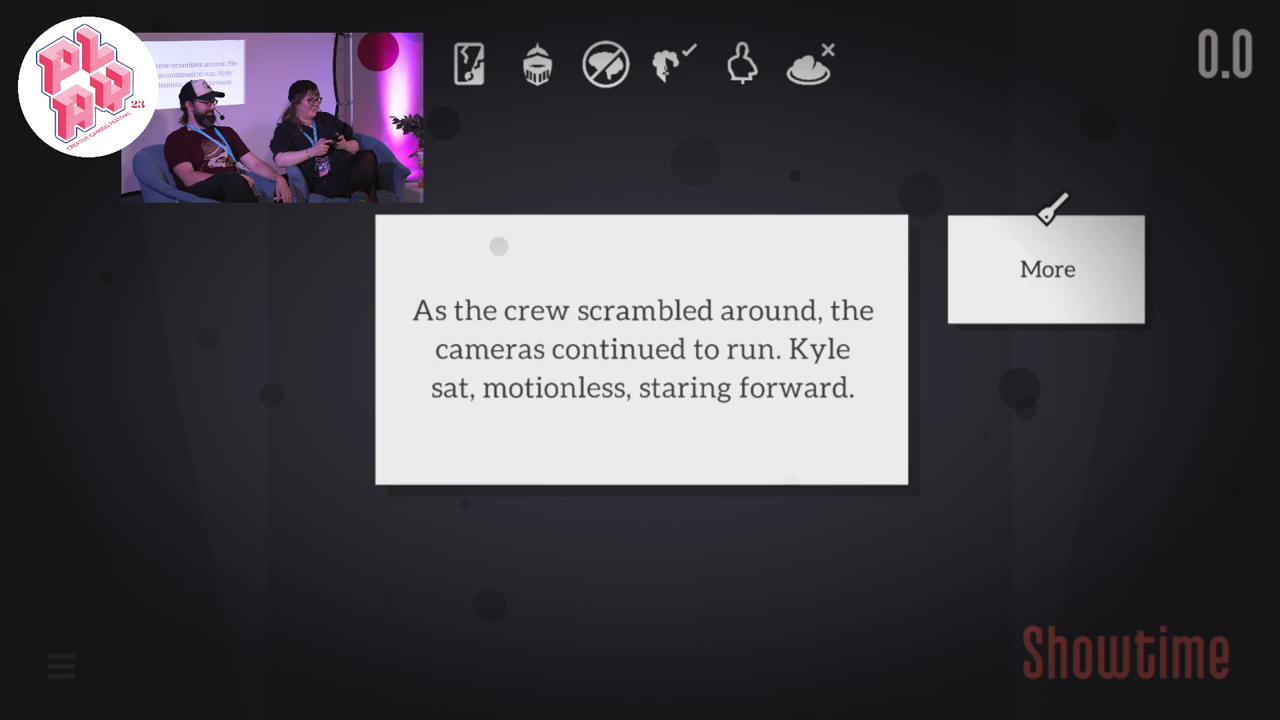 PLAY
23
CREATIVE GAMING FESTIVAL
0.0
As the crew scrambled around, the
cameras continued to run. Kyle
sat, motionless, staring forward.
More
Showtime